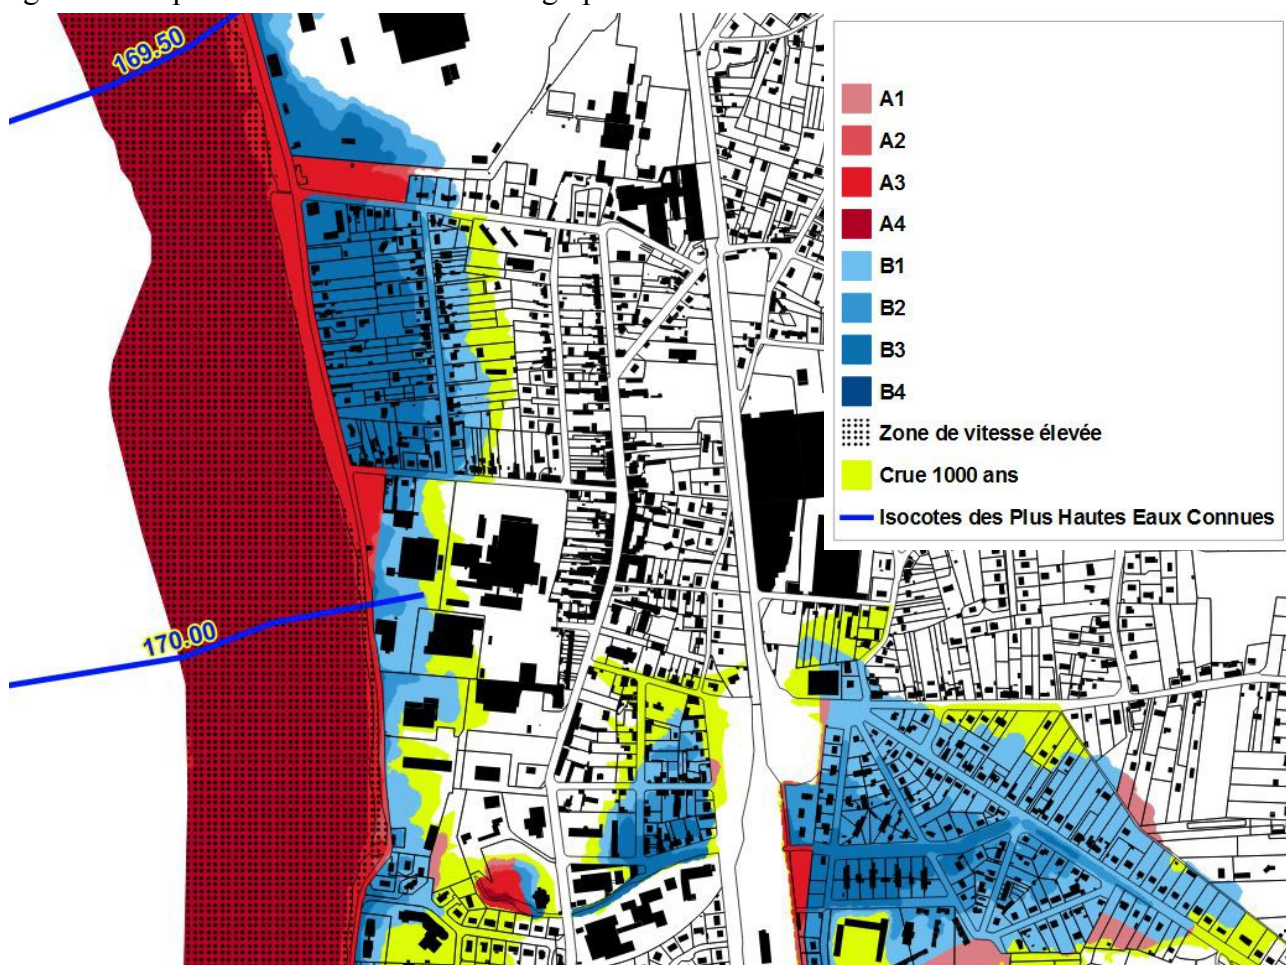 169.50
A1
A2
A3
A4
B1
B2
B3
B4
Zone de vitesse élevée
Crue 1000 ans
Isocotes des Plus Hautes Eaux Connues
170.00